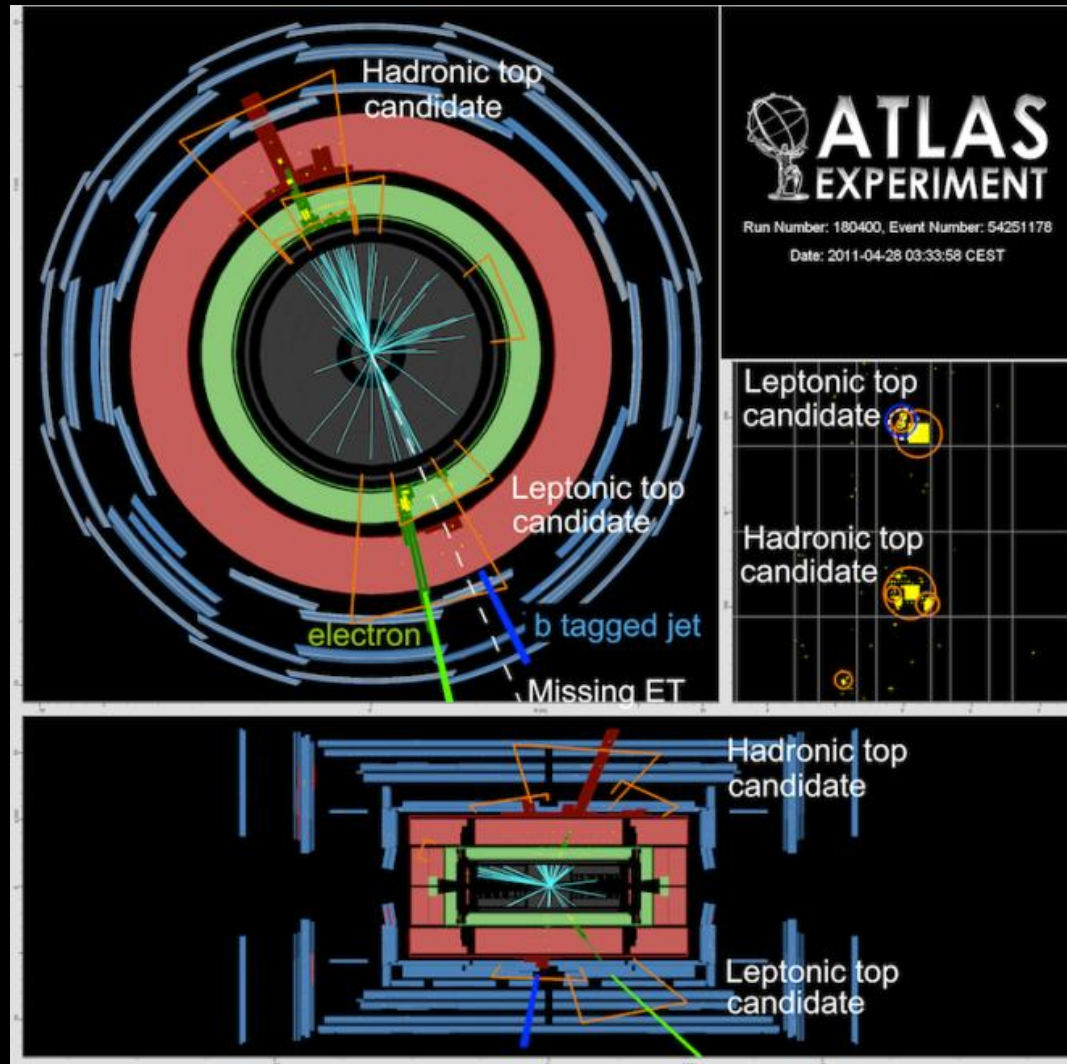 Hadronic top
candidate
Leptonic top
candidate
electron
b tagged jet
Missing ET
ATLAS
EXPERIMENT
Run Number: 180400, Event Number: 54251178
Date: 2011-04-28 03:33:58 CEST
Leptonic top
candidate
Hadronic top
candidate
Hadronic top
candidate
Leptonic top
candidate